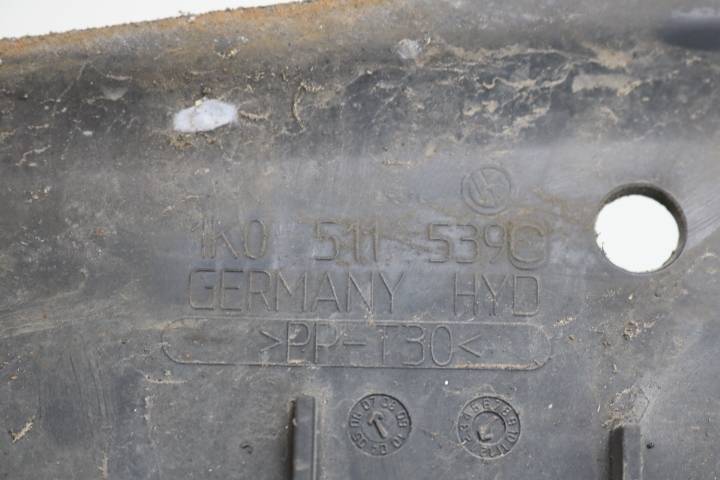 1K0 511 539C
GERMANY HYD
>PP-T30<